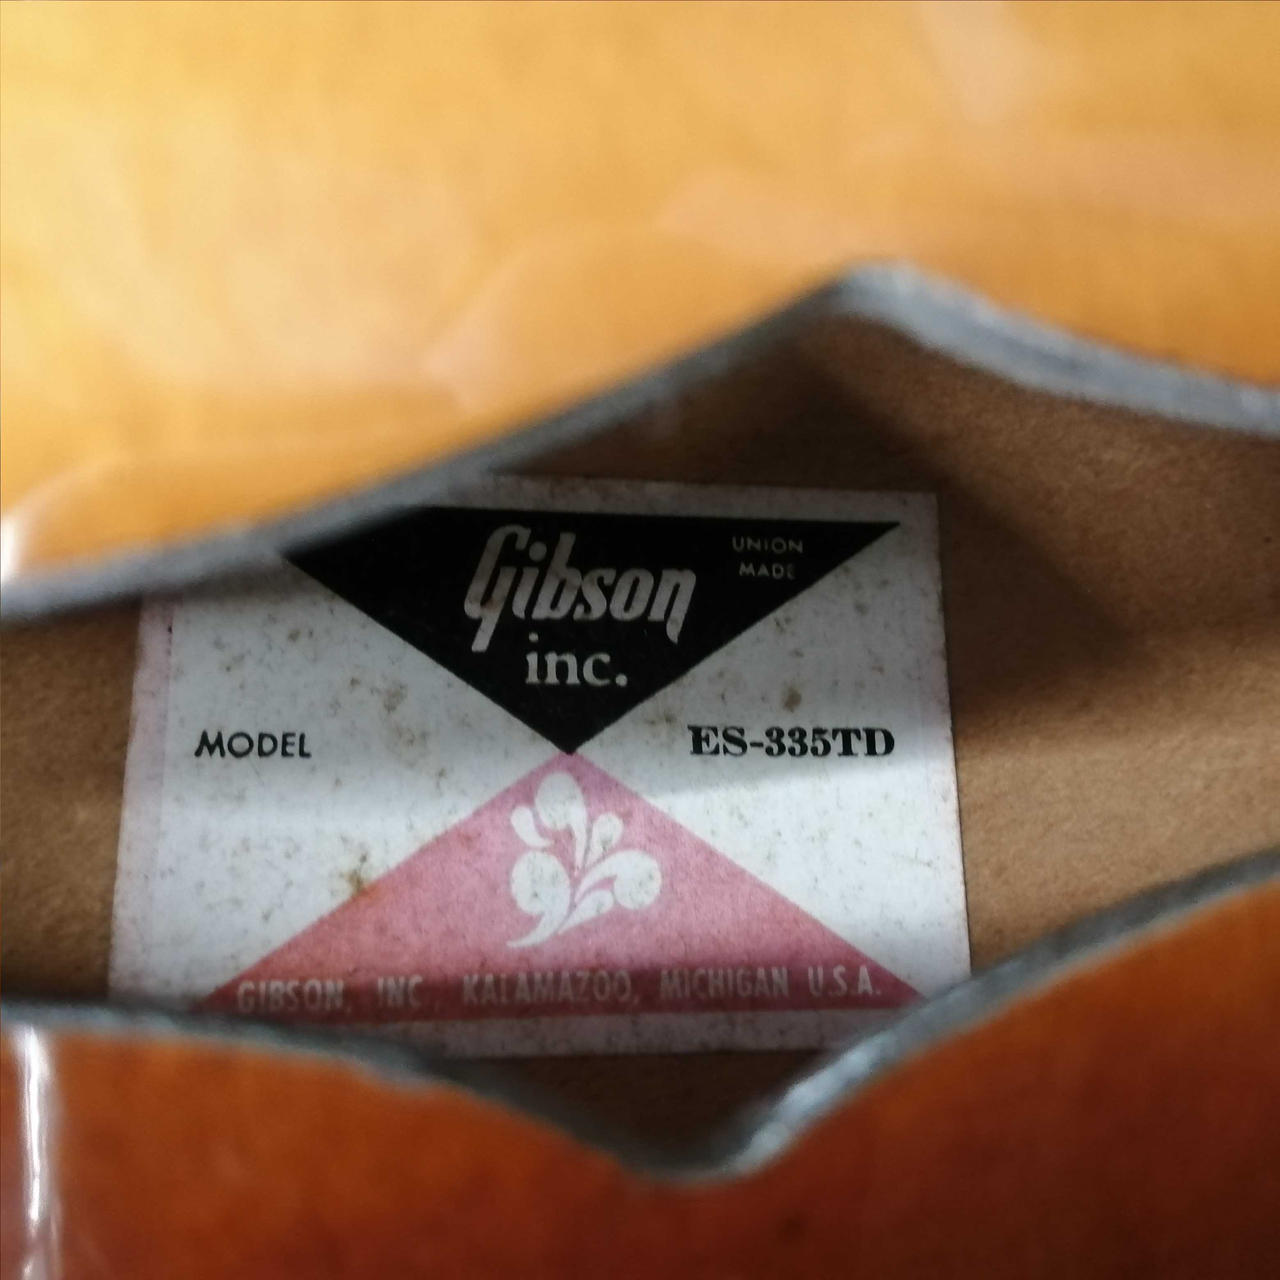 Gibson
inc.
UNION
MADE
MODEL ES-335TD
GIBSON, INC., KALAMAZOO, MICHIGAN U.S.A.